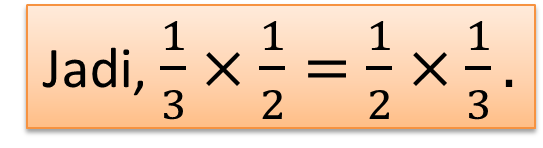 Jadi, 1/3 × 1/2 = 1/2 × 1/3.